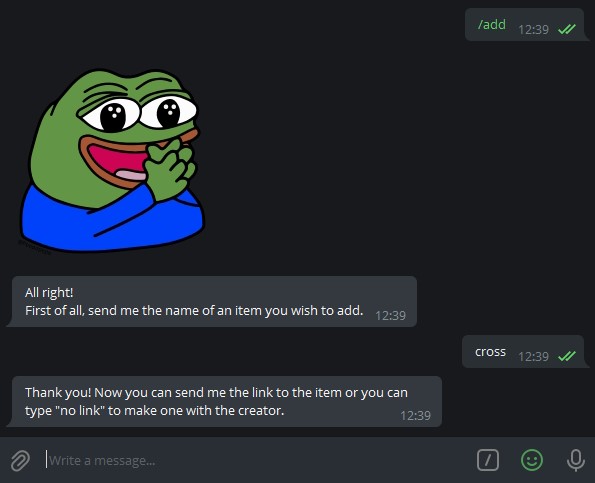 /add 12:39
All right!
First of all, send me the name of an item you wish to add. 12:39
cross 12:39
Thank you! Now you can send me the link to the item or you can
type "no link" to make one with the creator. 12:39
Write a message...